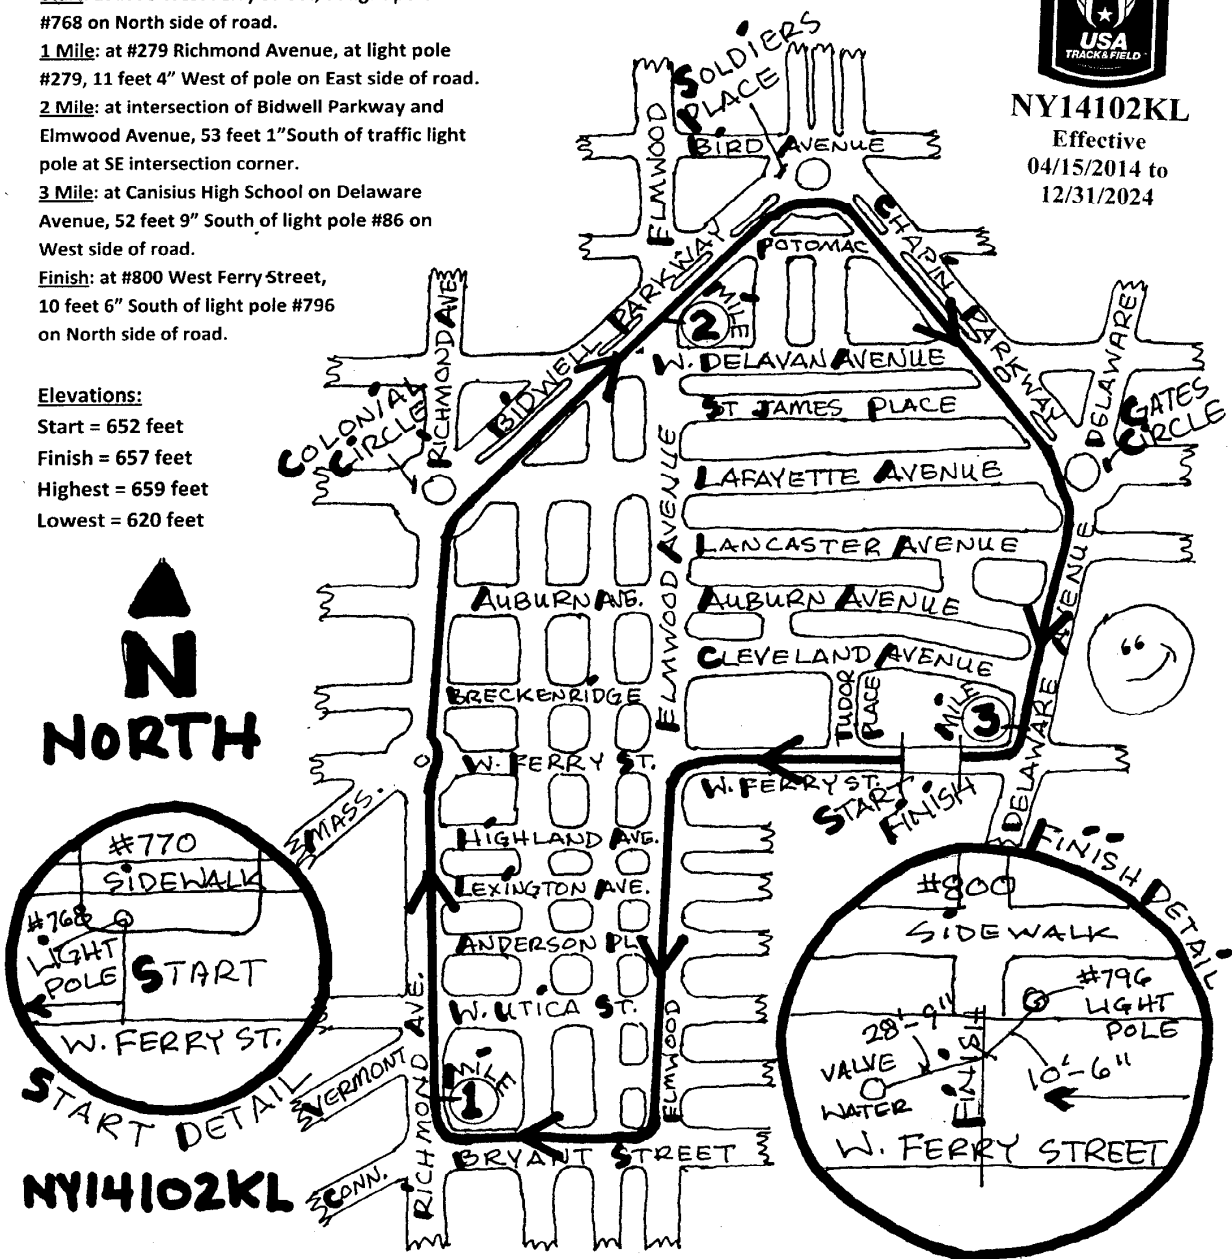 #768 on North side of road.
1 Mile: at #279 Richmond Avenue, at light pole
#279, 11 feet 4” West of pole on East side of road.
2 Mile: at intersection of Bidwell Parkway and
Elmwood Avenue, 53 feet 1”South of traffic light
pole at SE intersection corner.
3 Mile: at Canisius High School on Delaware
Avenue, 52 feet 9” South of light pole #86 on
West side of road.
Finish: at #800 West Ferry Street,
10 feet 6” South of light pole #796
on North side of road.
Elevations:
Start = 652 feet
Finish = 657 feet
Highest = 659 feet
Lowest = 620 feet
USA
TRACK & FIELD
NY14102KL
Effective
04/15/2014 to
12/31/2024
SOLDIERS
PLACE
ELMWOOD
BIRD AVENUE
CHAPIN PARKWAY
POTOMAC
BIDWELL PARKWAY
MILE
2
RICHMOND AVE
DELAWARE
W. DELAVAN AVENUE
COLONIAL
CIRCLE
GATES
CIRCLE
ST JAMES PLACE
LAFAYETTE AVENUE
ELMWOOD AVENUE
LANCASTER AVENUE
AUBURN AVE.
AUBURN AVENUE
CLEVELAND AVENUE
DELAWARE AVENUE
BRECKENRIDGE
TUDOR
PLACE
MILE
3
N
NORTH
W. FERRY ST.
W. FERRY ST.
START
FINISH
DELAWARE
MASS.
HIGHLAND AVE.
LEXINGTON AVE.
ANDERSON PL.
W. UTICA ST.
ELMWOOD
RICHMOND AVE.
VERMONT
MILE
1
BRYANT STREET
CONN.
#770
SIDEWALK
#768
LIGHT
POLE
START
W. FERRY ST.
START DETAIL
NY14102KL
FINISH DETAIL
#800
SIDEWALK
#796
LIGHT
POLE
28'-9"
FINISH
10'-6"
VALVE
WATER
W. FERRY STREET